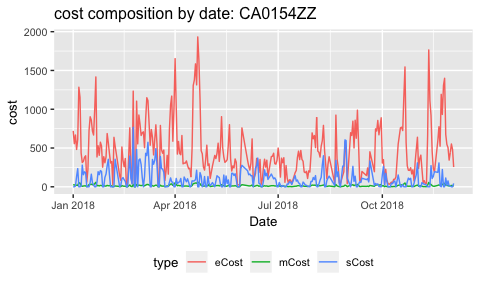 cost composition by date: CA0154ZZ
cost
2000
1500
1000
500
0
Jan 2018 Apr 2018 Jul 2018 Oct 2018
Date
type eCost mCost sCost